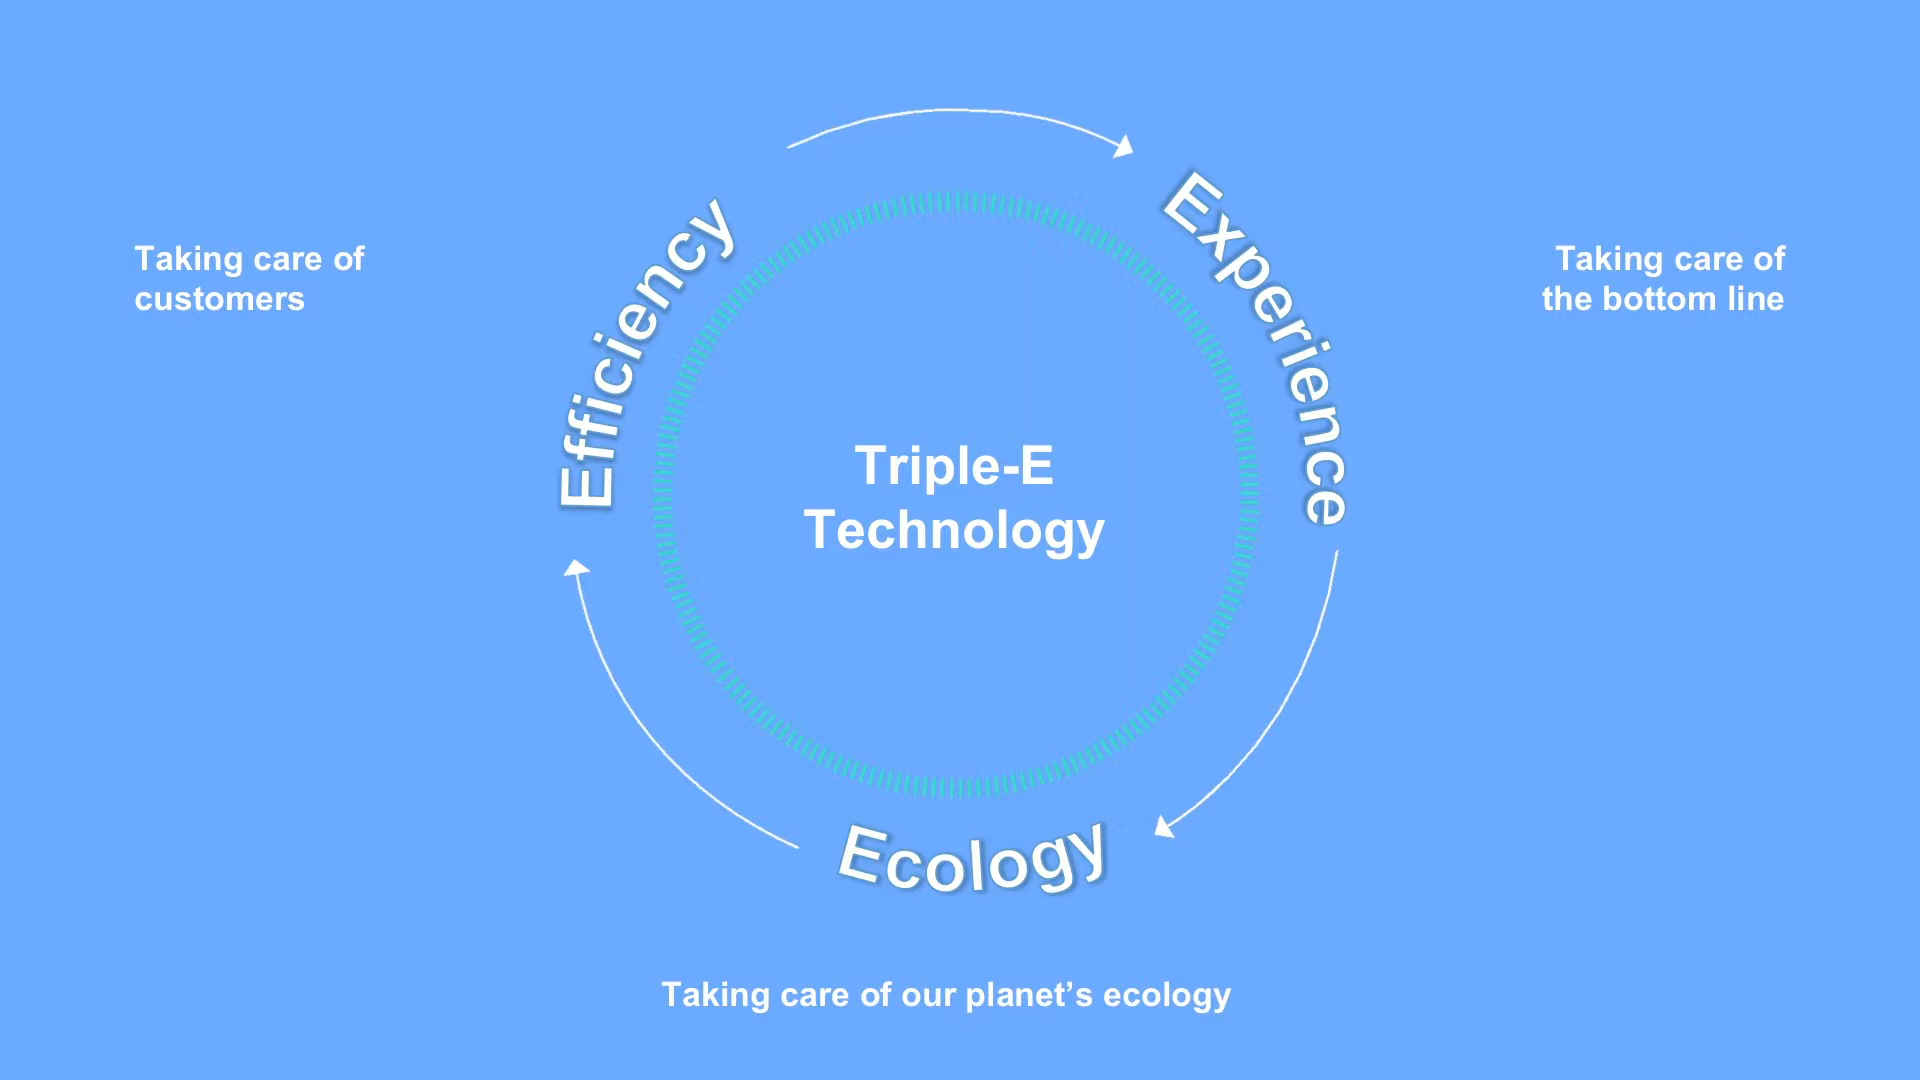 Efficiency
Experience
Taking care of
customers
Taking care of
the bottom line
Triple-E
Technology
Ecology
Taking care of our planet’s ecology